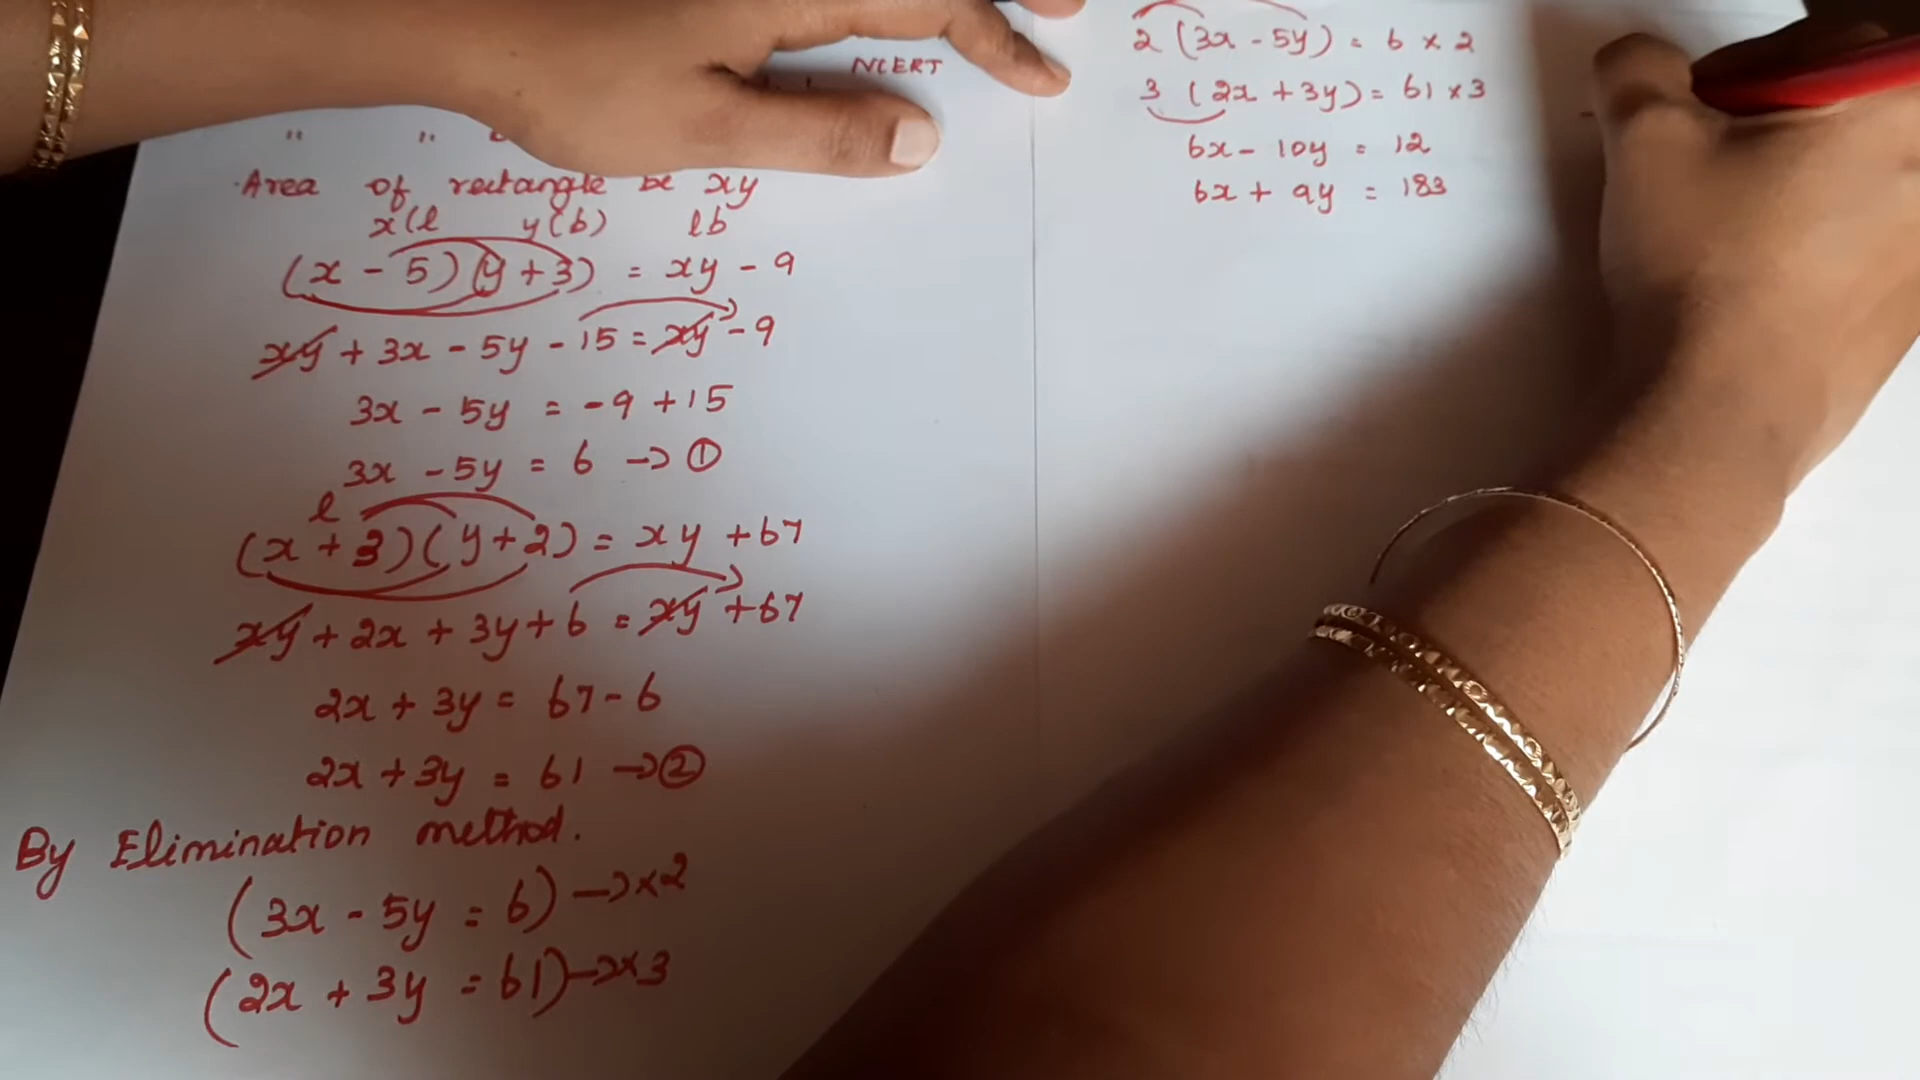 NCERT
" "
Area of rectangle be xy
x(l y(b) lb
(x - 5)(y + 3) = xy - 9
xy + 3x - 5y - 15 = xy - 9
3x - 5y = -9 + 15
3x - 5y = 6 → ①
l
(x + 3)(y + 2) = xy + 67
xy + 2x + 3y + 6 = xy + 67
2x + 3y = 67 - 6
2x + 3y = 61 → ②
By Elimination method.
(3x - 5y = 6) → x2
(2x + 3y = 61) → x3
2 (3x - 5y) = 6 x 2
3 (2x + 3y) = 61 x 3
6x - 10y = 12
6x + 9y = 183